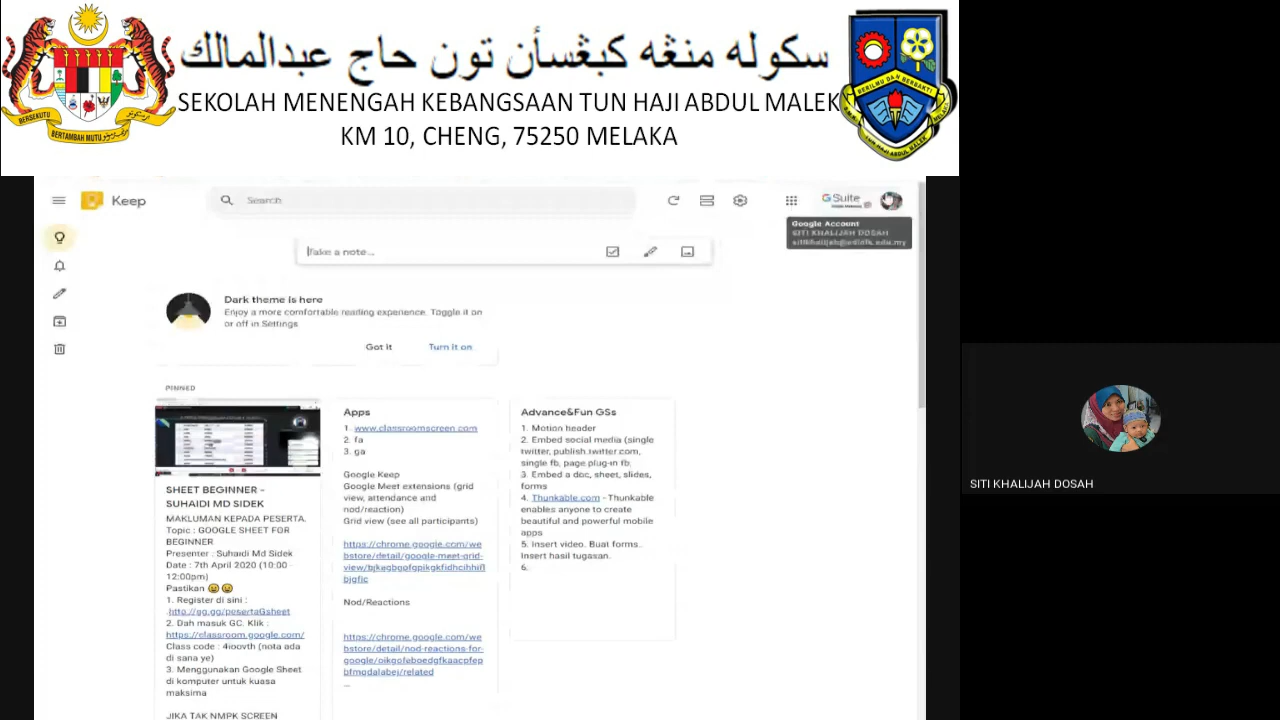 سكوله منڠه كبڠسأن تون حاج عبدالمالك
SEKOLAH MENENGAH KEBANGSAAN TUN HAJI ABDUL MALEK
KM 10, CHENG, 75250 MELAKA
BERSEKUTU
BERTAMBAH MUTU
BERILMU DAN BERBAKTI
TUN HAJI ABDUL MALEK
Keep
Search
G Suite
Google Account
SITI KHALIJAH DOSAH
Take a note...
Dark theme is here
Enjoy a more comfortable reading experience. Toggle it on
or off in Settings
Got it
Turn it on
PINNED
SHEET BEGINNER -
SUHAIDI MD SIDEK
MAKLUMAN KEPADA PESERTA.
Topic : GOOGLE SHEET FOR
BEGINNER
Presenter : Suhaidi Md Sidek
Date : 7th April 2020 (10:00 -
12:00pm)
Pastikan
1. Register di sini :
http://gg.gg/pesertaGsheet
2. Dah masuk GC. Klik :
https://classroom.google.com/
Class code : 4ioovth (nota ada
di sana ye)
3. Menggunakan Google Sheet
di komputer untuk kuasa
maksima
JIKA TAK NMPK SCREEN
Apps
1. www.classroomscreen.com
2. fa
3. ga
Google Keep
Google Meet extensions (grid
view, attendance and
nod/reaction)
Grid view (see all participants)
https://chrome.google.com/we
bstore/detail/google-meet-grid-
Nod/Reactions
https://chrome.google.com/we
bstore/detail/nod-reactions-for-
...
Advance&Fun GSs
1. Motion header
2. Embed social media (single
twitter, publish.twitter.com,
single fb, page plug-in fb,
3. Embed a doc, sheet, slides,
forms
4. Thunkable.com - Thunkable
enables anyone to create
beautiful and powerful mobile
apps
5. Insert video. Buat forms..
Insert hasil tugasan.
6.
SITI KHALIJAH DOSAH